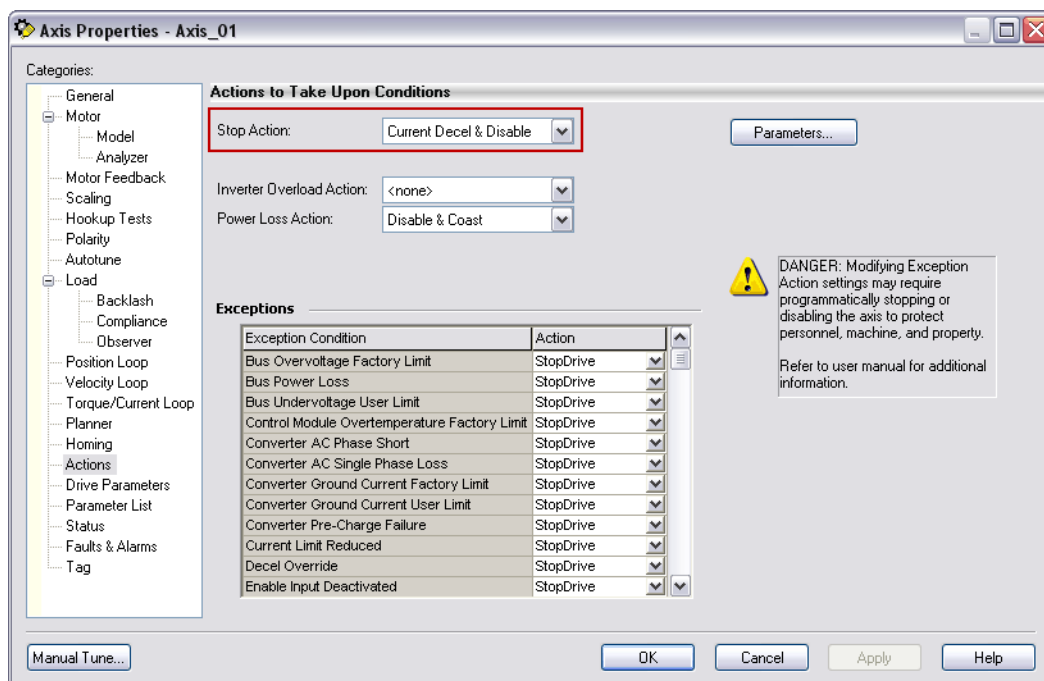 Axis Properties - Axis_01
Categories:
General
Motor
Model
Analyzer
Motor Feedback
Scaling
Hookup Tests
Polarity
Autotune
Load
Backlash
Compliance
Observer
Position Loop
Velocity Loop
Torque/Current Loop
Planner
Homing
Actions
Drive Parameters
Parameter List
Status
Faults & Alarms
Tag
Actions to Take Upon Conditions
Stop Action: Current Decel & Disable
Parameters...
Inverter Overload Action: <none>
Power Loss Action: Disable & Coast
DANGER: Modifying Exception
Action settings may require
programmatically stopping or
disabling the axis to protect
personnel, machine, and property.
Refer to user manual for additional
information.
Exceptions
Exception Condition Action
Bus Overvoltage Factory Limit StopDrive
Bus Power Loss StopDrive
Bus Undervoltage User Limit StopDrive
Control Module Overtemperature Factory Limit StopDrive
Converter AC Phase Short StopDrive
Converter AC Single Phase Loss StopDrive
Converter Ground Current Factory Limit StopDrive
Converter Ground Current User Limit StopDrive
Converter Pre-Charge Failure StopDrive
Current Limit Reduced StopDrive
Decel Override StopDrive
Enable Input Deactivated StopDrive
Manual Tune... OK Cancel Apply Help